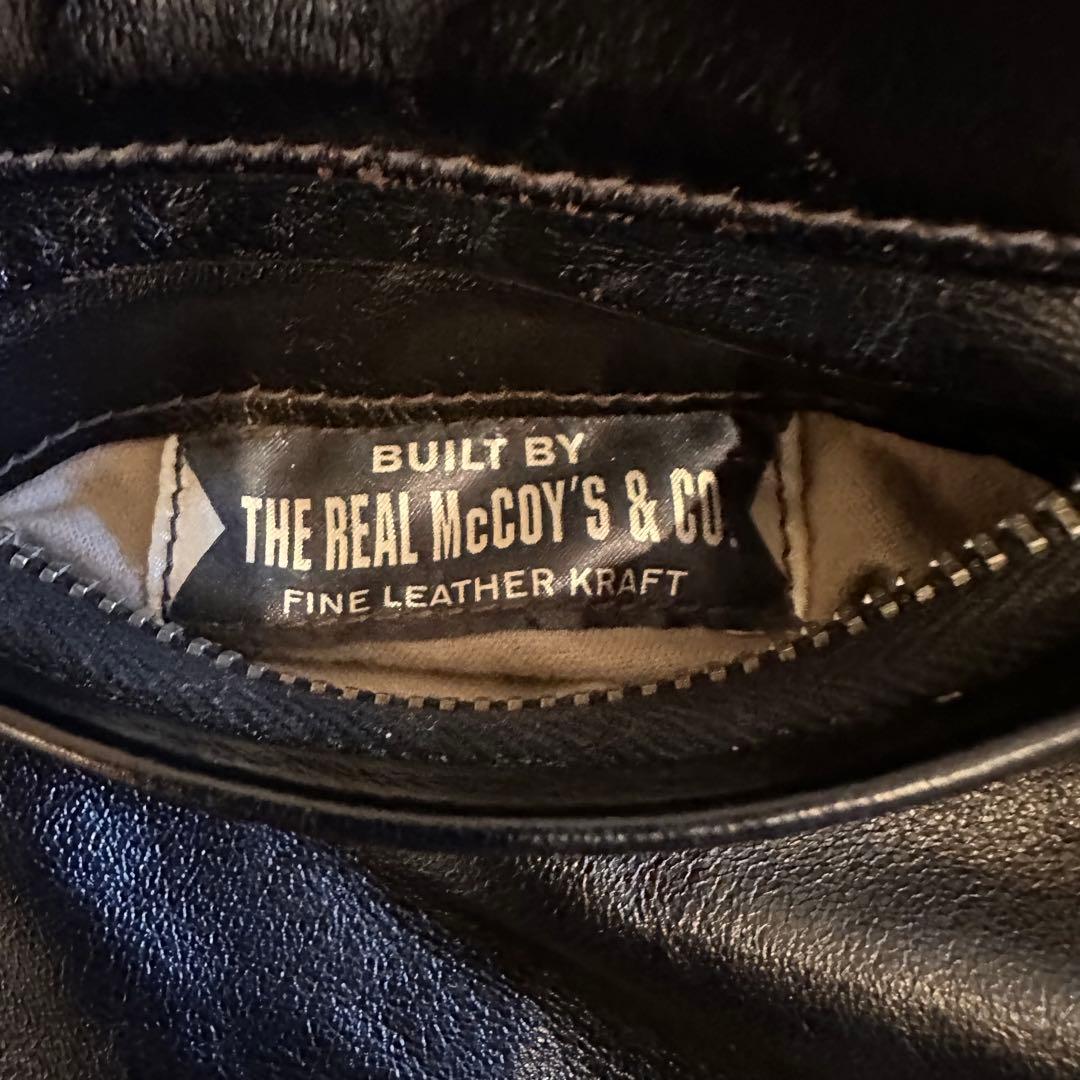 BUILT BY
THE REAL McCOY'S & CO.
FINE LEATHER KRAFT